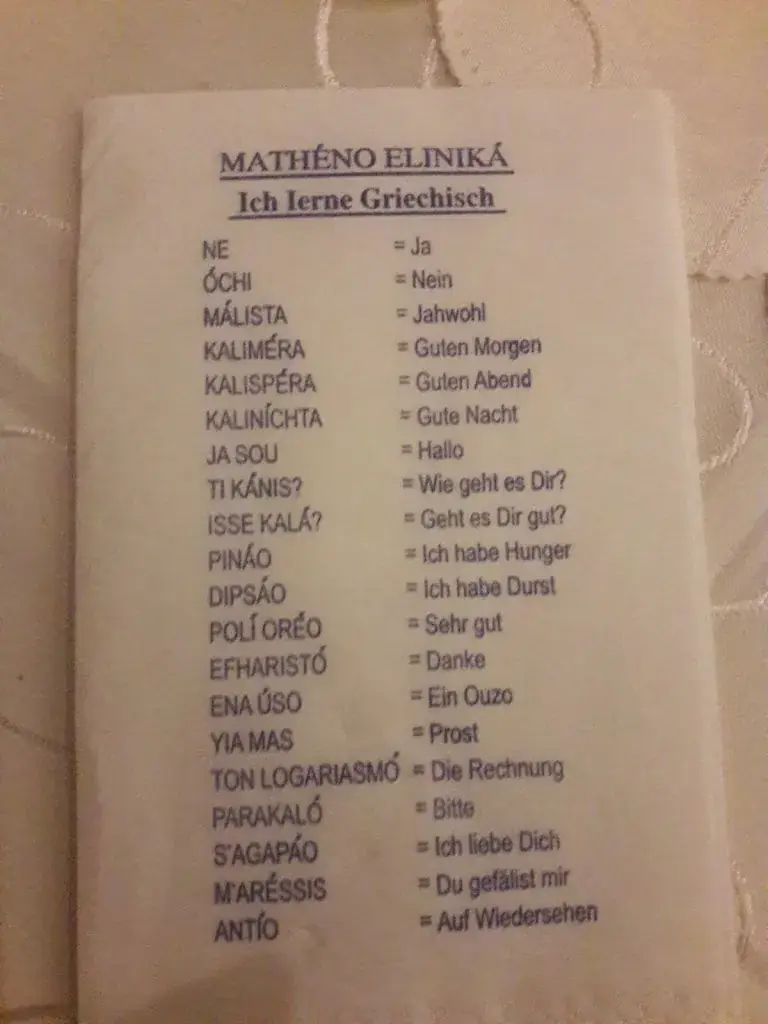 MATHÉNO ELINIKÁ
Ich lerne Griechisch
NE = Ja
ÓCHI = Nein
MÁLISTA = Jahwohl
KALIMÉRA = Guten Morgen
KALISPÉRA = Guten Abend
KALINÍCHTA = Gute Nacht
JA SOU = Hallo
TI KÁNIS? = Wie geht es Dir?
ISSE KALÁ? = Geht es Dir gut?
PINÁO = Ich habe Hunger
DIPSÁO = Ich habe Durst
POLÍ ORÉO = Sehr gut
EFHARISTÓ = Danke
ENA ÚSO = Ein Ouzo
YIA MAS = Prost
TON LOGARIASMÓ = Die Rechnung
PARAKALÓ = Bitte
S'AGAPÁO = Ich liebe Dich
M'ARÉSSIS = Du gefälist mir
ANTÍO = Auf Wiedersehen